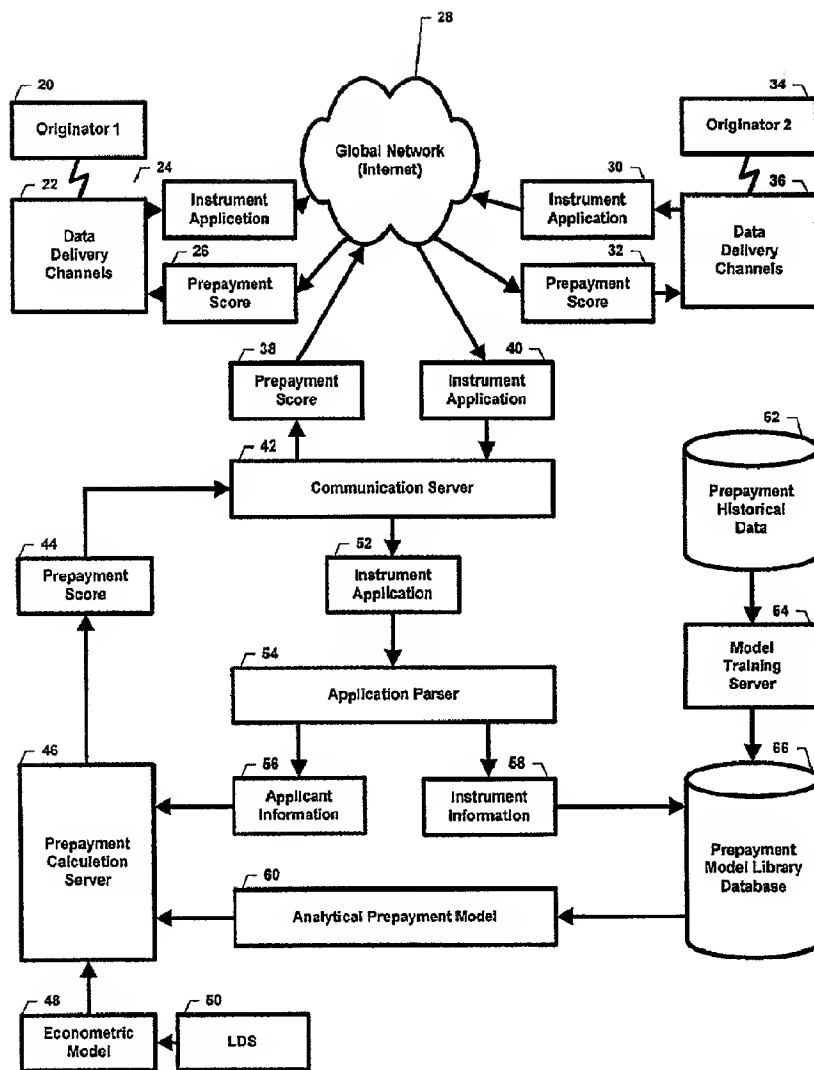 28
20
Originator 1
34
Originator 2
Global Network
(Internet)
22
Data
Delivery
Channels
24
Instrument
Applicetion
30
Instrument
Application
36
Data
Delivery
Channels
26
Prepayment
Score
32
Prepayment
Score
38
Prepayment
Score
40
Instrument
Application
42
Communication Server
62
Prepayment
Historical
Data
44
Prepayment
Score
52
Instrument
Application
64
Model
Training
Server
54
Application Parser
46
Prepayment
Calculetion
Server
56
Applicant
Information
58
Instrument
Information
66
Prepayment
Model Library
Database
60
Analytical Prepayment Model
48
Econometric
Model
50
LDS